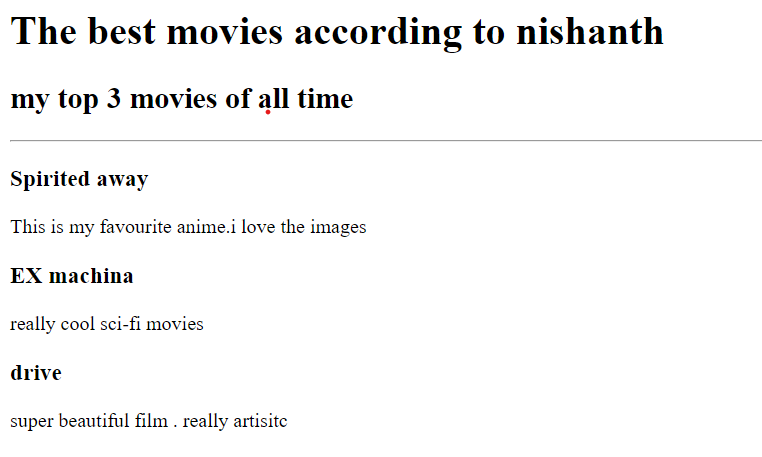 The best movies according to nishanth
my top 3 movies of all time
Spirited away
This is my favourite anime.i love the images
EX machina
really cool sci-fi movies
drive
super beautiful film . really artisitc